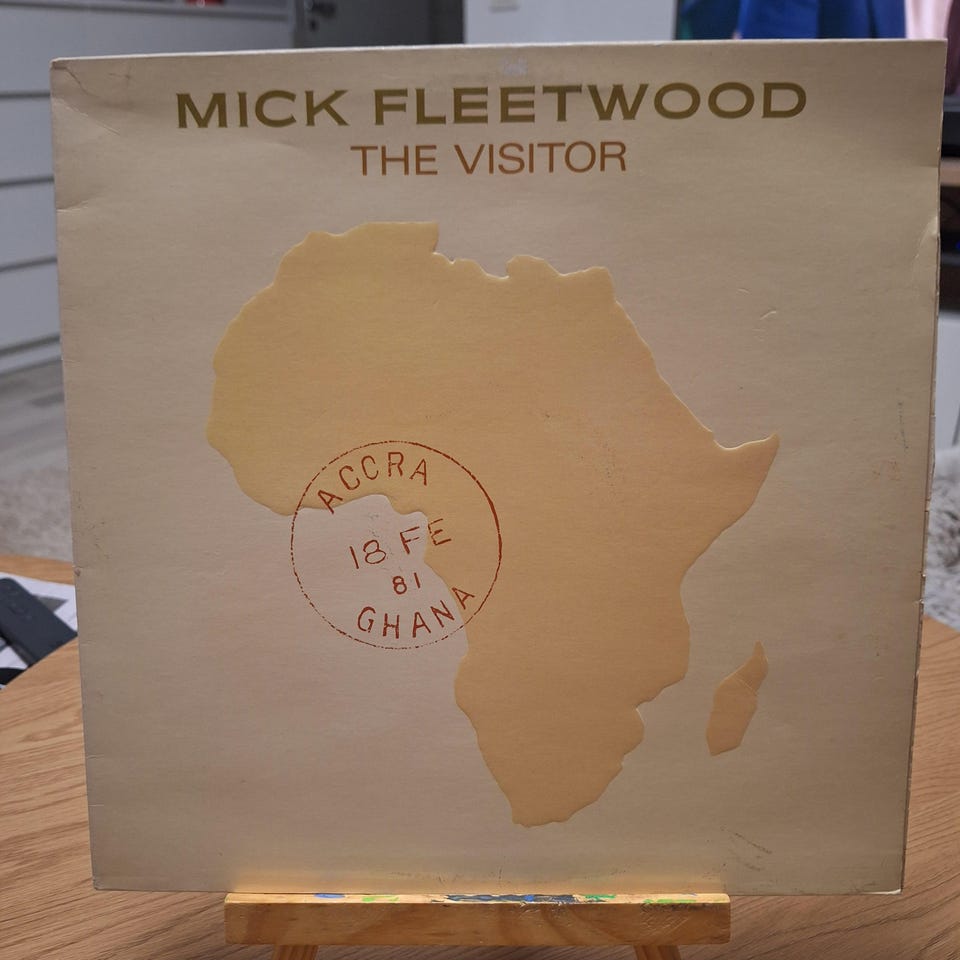 MICK FLEETWOOD
THE VISITOR
ACCRA
18 FE
81
GHANA